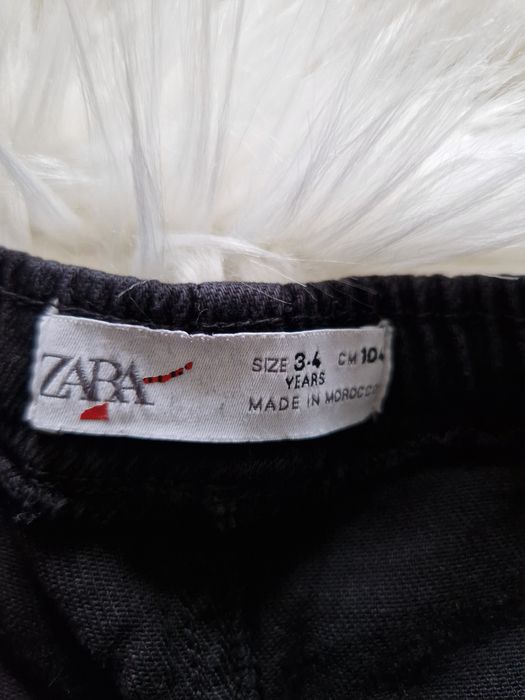 ZARA
SIZE 3-4 CM 104
YEARS
MADE IN MOROCCO